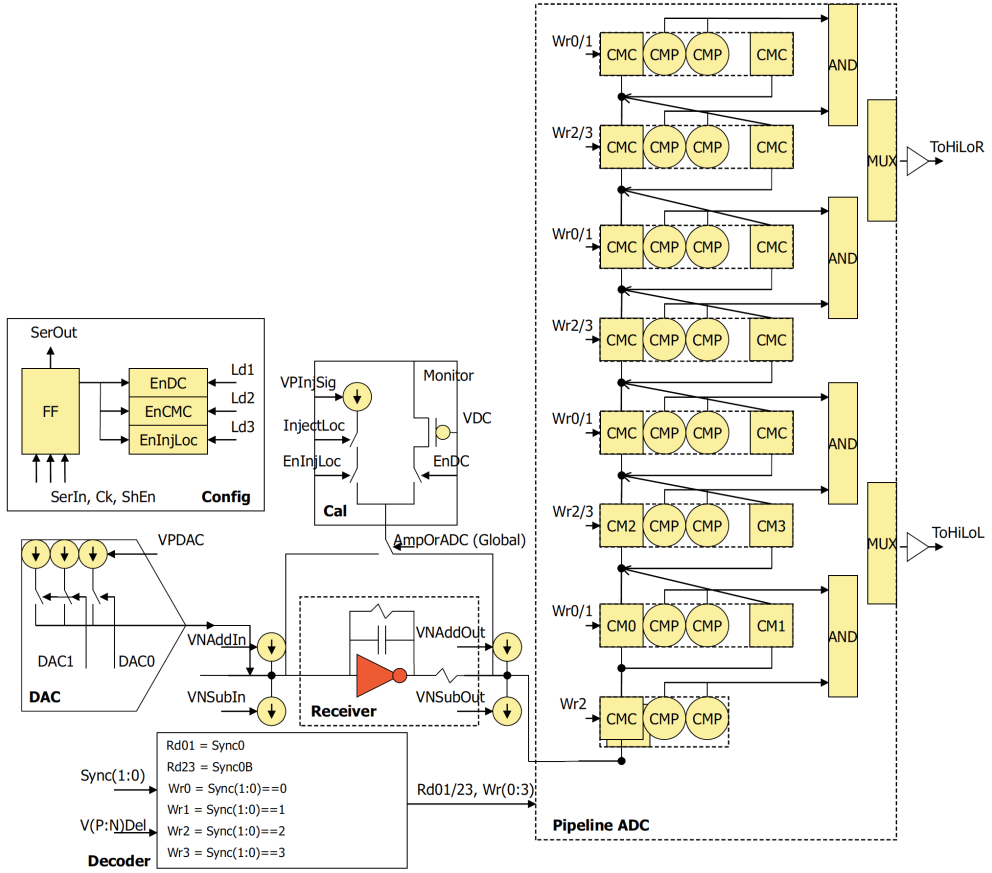 Wr0/1
CMC
CMP
CMP
CMC
AND
Wr2/3
CMC
CMP
CMP
CMC
MUX
ToHiLoR
Wr0/1
CMC
CMP
CMP
CMC
AND
Wr2/3
CMC
CMP
CMP
CMC
Wr0/1
CMC
CMP
CMP
CMC
AND
Wr2/3
CM2
CMP
CMP
CM3
MUX
ToHiLoL
Wr0/1
CM0
CMP
CMP
CM1
AND
Wr2
CMC
CMP
CMP
Pipeline ADC
SerOut
FF
EnDC
EnCMC
EnInjLoc
Ld1
Ld2
Ld3
SerIn, Ck, ShEn
Config
VPInjSig
InjectLoc
EnInjLoc
Monitor
VDC
EnDC
Cal
AmpOrADC (Global)
VPDAC
DAC1
DAC0
DAC
VNAddIn
VNSubIn
VNAddOut
VNSubOut
Receiver
Sync(1:0)
V(P:N)Del
Rd01 = Sync0
Rd23 = Sync0B
Wr0 = Sync(1:0)==0
Wr1 = Sync(1:0)==1
Wr2 = Sync(1:0)==2
Wr3 = Sync(1:0)==3
Decoder
Rd01/23, Wr(0:3)